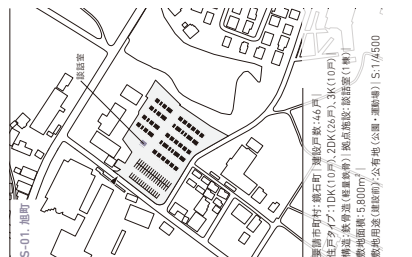 S-01. 旭町
談話室
要請市町村：鏡石町｜建設戸数：46戸｜
住戸タイプ：1DK（10戸）、2DK（26戸）、3K（10戸）｜
構造：鉄骨造（軽量鉄骨）｜拠点施設：談話室（1棟）｜
敷地面積：5,800m²｜
敷地用途（建設前）：公有地（公園・運動場）｜S：1/4500